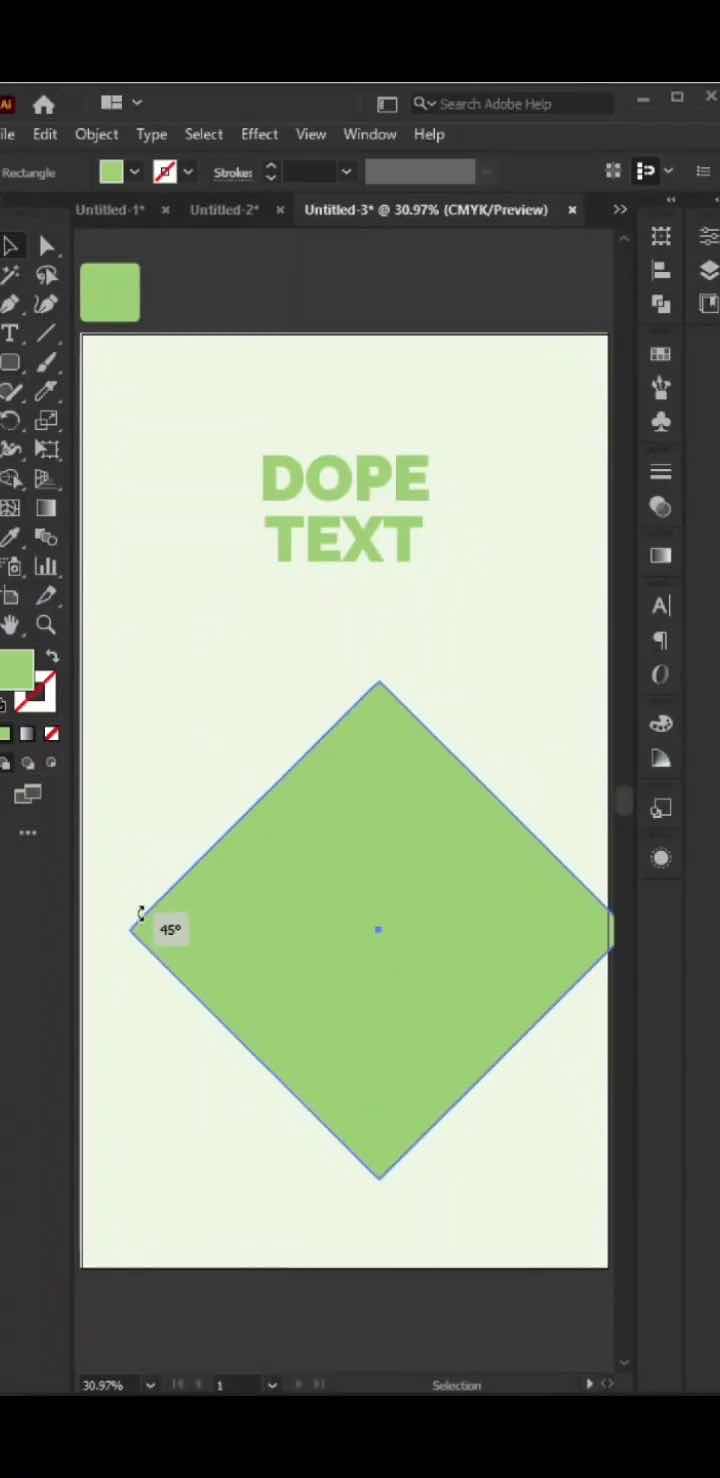 Ai
Search Adobe Help
ile Edit Object Type Select Effect View Window Help
Rectangle Stroke:
Untitled-1* × Untitled-2* × Untitled-3* @ 30.97% (CMYK/Preview) ×
DOPE
TEXT
45°
30.97% 1 Selection